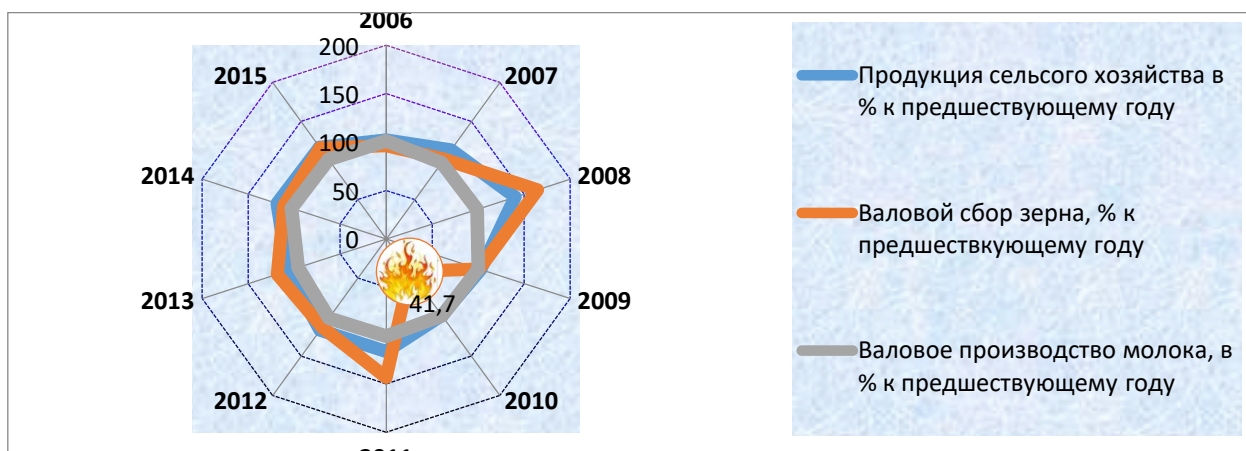 2006
200
2015
2007
150
100
2014
2008
50
0
41,7
2013
2009
2012
2010
Продукция сельсого хозяйства в
% к предшествующему году
Валовой сбор зерна, % к
предшествкующему году
Валовое производство молока, в
% к предшествующему году